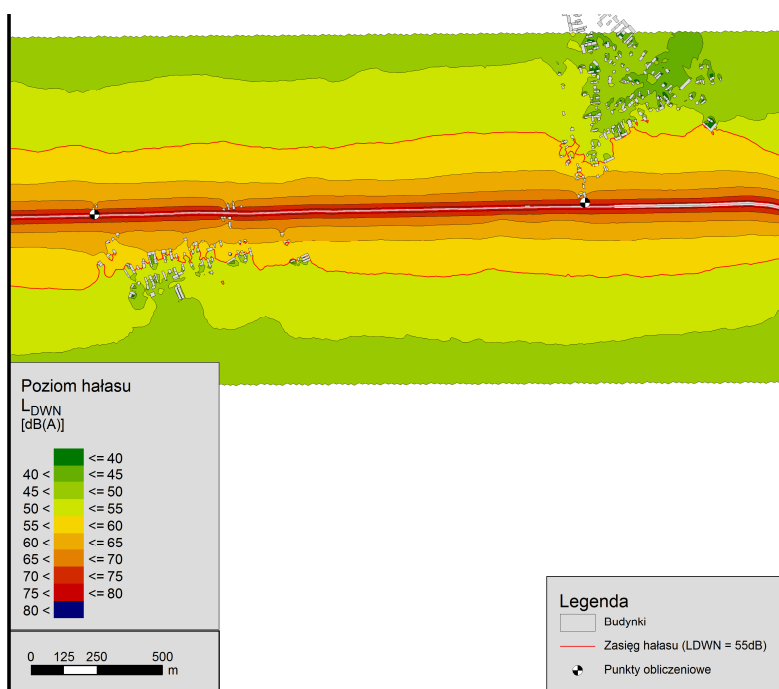 Poziom hałasu
LDWN
[dB(A)]
<= 40
40 < <= 45
45 < <= 50
50 < <= 55
55 < <= 60
60 < <= 65
65 < <= 70
70 < <= 75
75 < <= 80
80 <
0 125 250 500
m
Legenda
Budynki
Zasięg hałasu (LDWN = 55dB)
Punkty obliczeniowe